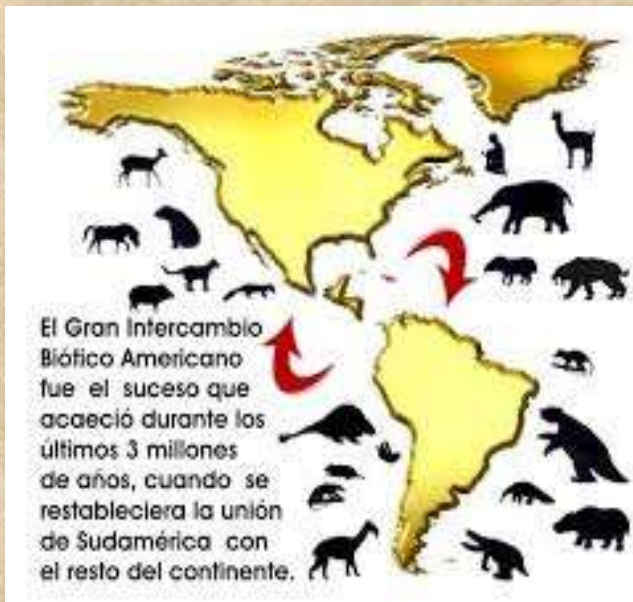 El Gran Intercambio
Biótico Americano
fue el suceso que
acaeció durante los
últimos 3 millones
de años, cuando se
restableciera la unión
de Sudamérica con
el resto del continente.